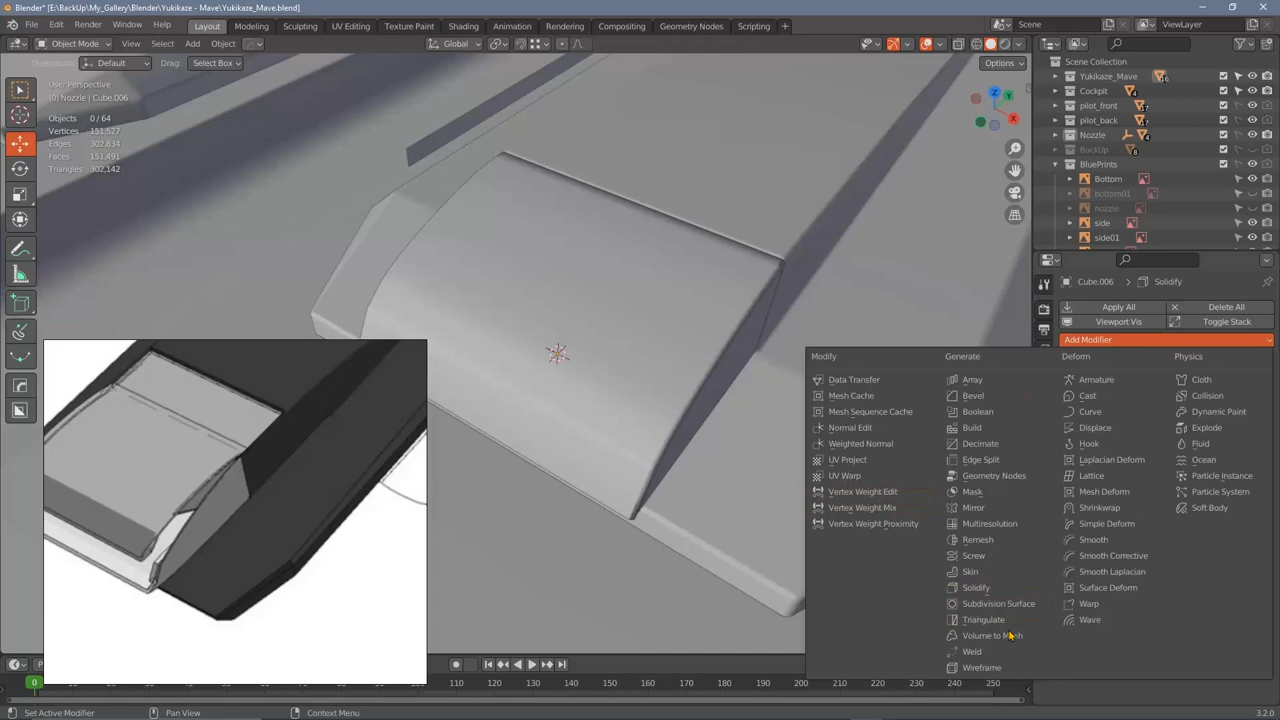 Blender* [E:\BackUp\My_Gallery\Blender\Yukikaze - Mave\Yukikaze_Mave.blend]
File Edit Render Window Help Layout Modeling Sculpting UV Editing Texture Paint Shading Animation Rendering Compositing Geometry Nodes Scripting + Scene ViewLayer
Object Mode View Select Add Object Global
Default Drag: Select Box Options
User Perspective
(0) Nozzle | Cube.006
Objects 0 / 64
Vertices 151,527
Edges 302,834
Faces 151,491
Triangles 302,142
Z Y X
Scene Collection
Yukikaze_Mave 16
Cockpit 4
pilot_front 17
pilot_back 17
Nozzle 4
BackUp 8
BluePrints
Bottom
bottom01
nozzle
side
side01
Cube.006 > Solidify
Apply All Delete All
Viewport Vis Toggle Stack
Add Modifier
Modify Generate Deform Physics
Data Transfer Array Armature Cloth
Mesh Cache Bevel Cast Collision
Mesh Sequence Cache Boolean Curve Dynamic Paint
Normal Edit Build Displace Explode
Weighted Normal Decimate Hook Fluid
UV Project Edge Split Laplacian Deform Ocean
UV Warp Geometry Nodes Lattice Particle Instance
Vertex Weight Edit Mask Mesh Deform Particle System
Vertex Weight Mix Mirror Shrinkwrap Soft Body
Vertex Weight Proximity Multiresolution Simple Deform
Remesh Smooth
Screw Smooth Corrective
Skin Smooth Laplacian
Solidify Surface Deform
Subdivision Surface Warp
Triangulate Wave
Volume to Mesh
Weld
Wireframe
0 110 120 130 140 150 160 170 180 190 200 210 220 230 240 250
Set Active Modifier Pan View Context Menu 3.2.0